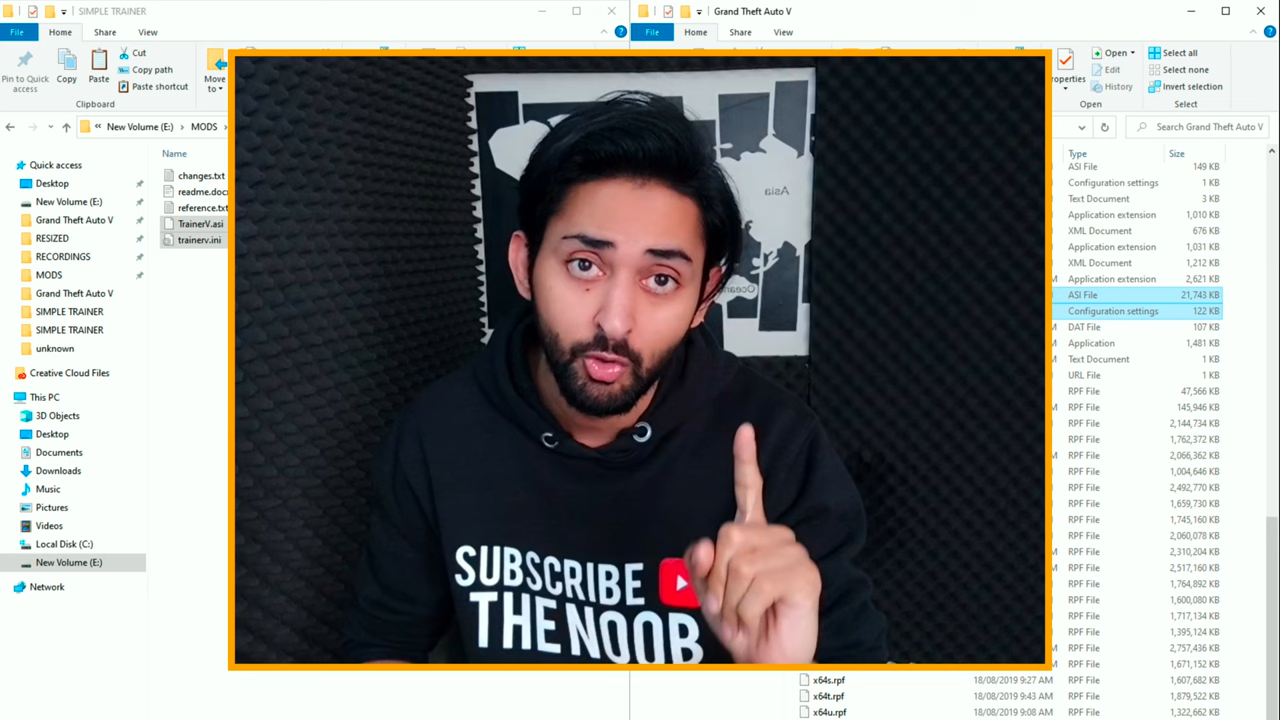 SIMPLE TRAINER
File
Home
Share
View
Pin to Quick access
Copy
Paste
Cut
Copy path
Paste shortcut
Move to
Clipboard
« New Volume (E:) › MODS ›
Quick access
Desktop
New Volume (E:)
Grand Theft Auto V
RESIZED
RECORDINGS
MODS
Grand Theft Auto V
SIMPLE TRAINER
SIMPLE TRAINER
unknown
Creative Cloud Files
This PC
3D Objects
Desktop
Documents
Downloads
Music
Pictures
Videos
Local Disk (C:)
New Volume (E:)
Network
Name
changes.txt
readme.doc
reference.txt
TrainerV.asi
trainerv.ini
Asia
SUBSCRIBE
THE NOOB
Grand Theft Auto V
File
Home
Share
View
Open
Edit
History
Open
Select all
Select none
Invert selection
Select
Search Grand Theft Auto V
Type Size
ASI File 149 KB
Configuration settings 1 KB
Text Document 3 KB
Application extension 1,010 KB
XML Document 676 KB
Application extension 1,031 KB
XML Document 1,212 KB
Application extension 2,621 KB
ASI File 21,743 KB
Configuration settings 122 KB
DAT File 107 KB
Application 1,481 KB
Text Document 1 KB
URL File 1 KB
RPF File 47,566 KB
RPF File 145,946 KB
RPF File 2,144,734 KB
RPF File 1,762,372 KB
RPF File 2,066,362 KB
RPF File 1,004,646 KB
RPF File 2,492,770 KB
RPF File 1,659,730 KB
RPF File 1,745,160 KB
RPF File 2,060,078 KB
RPF File 2,310,204 KB
RPF File 2,517,160 KB
RPF File 1,764,892 KB
RPF File 1,600,080 KB
RPF File 1,717,134 KB
RPF File 1,395,124 KB
RPF File 2,757,436 KB
RPF File 1,671,152 KB
x64s.rpf 18/08/2019 9:27 AM RPF File 1,607,682 KB
x64t.rpf 18/08/2019 9:43 AM RPF File 1,879,522 KB
x64u.rpf 18/08/2019 9:08 AM RPF File 1,322,662 KB